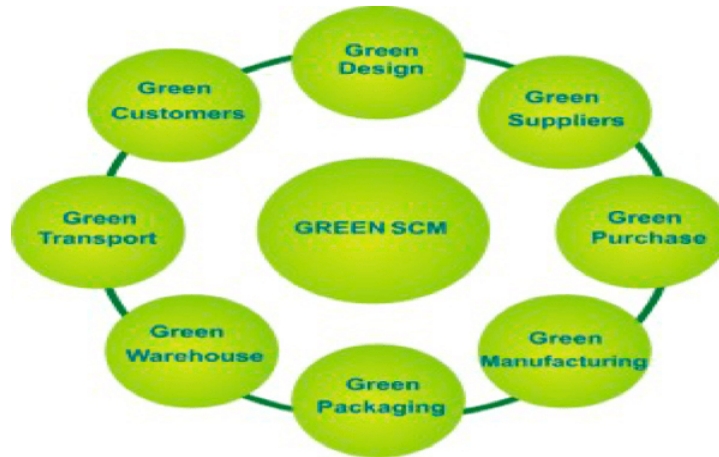 Green
Design
Green
Suppliers
Green
Purchase
Green
Manufacturing
Green
Packaging
Green
Warehouse
Green
Transport
Green
Customers
GREEN SCM